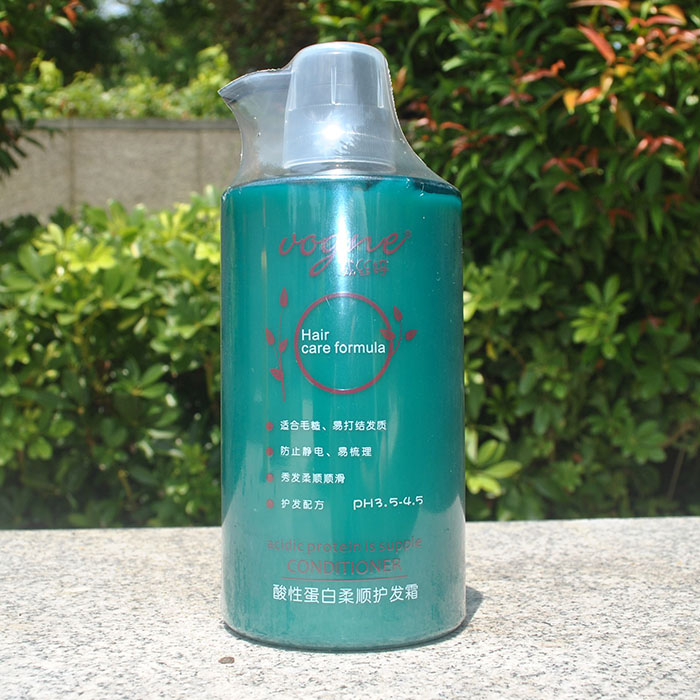 vogue
Hair
care formula
适合毛糙、易打结发质
防止静电、易梳理
秀发柔顺顺滑
护发配方 pH3.5-4.5
acidic protein is supple
CONDITIONER
酸性蛋白柔顺护发霜